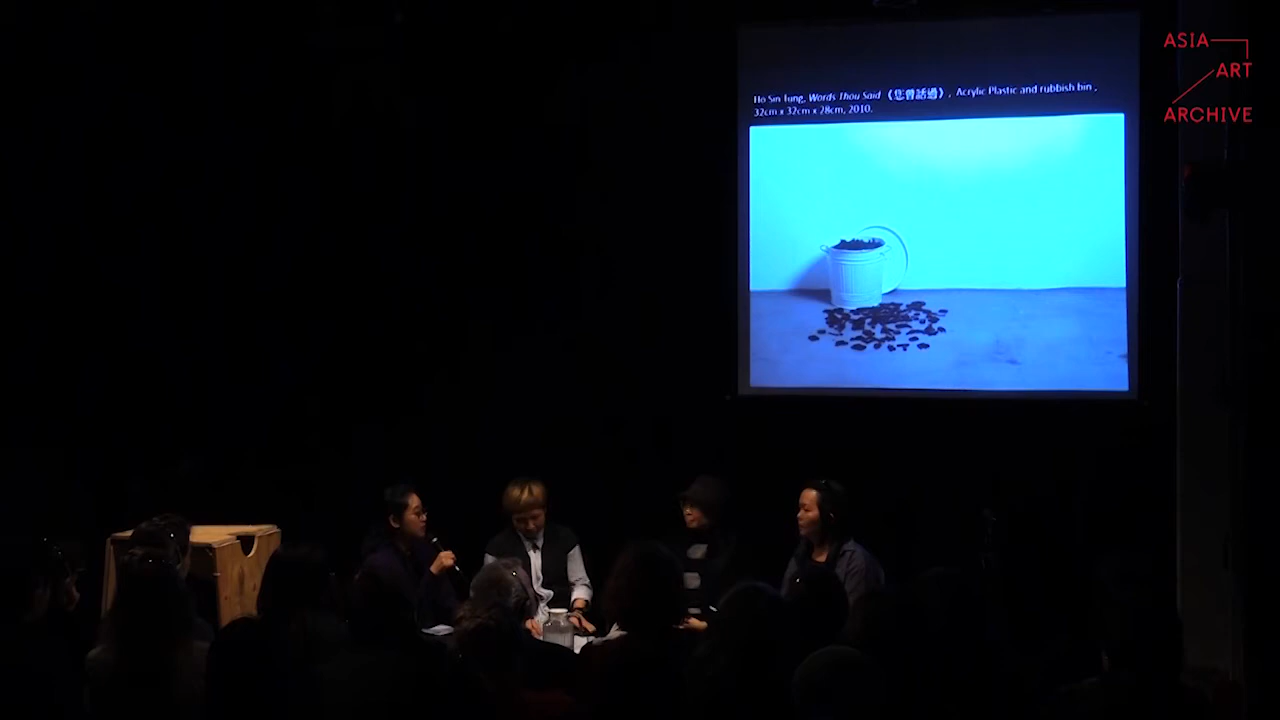 Ho Sin Tung, Words Thou Said 《您曾話過》, Acrylic Plastic and rubbish bin,
32cm x 32cm x 28cm, 2010.
ASIA
ART
ARCHIVE